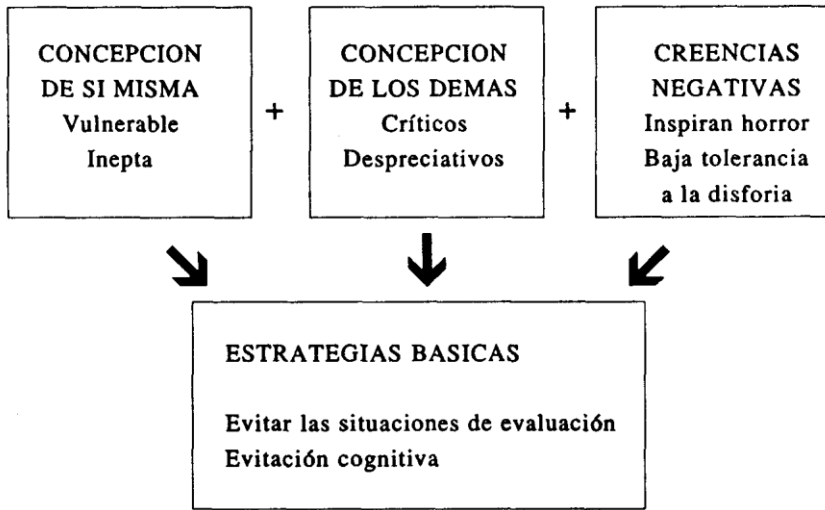 CONCEPCION
DE SI MISMA
Vulnerable
Inepta
+
CONCEPCION
DE LOS DEMAS
Críticos
Despreciativos
+
CREENCIAS
NEGATIVAS
Inspiran horror
Baja tolerancia
a la disforia
ESTRATEGIAS BASICAS
Evitar las situaciones de evaluación
Evitación cognitiva